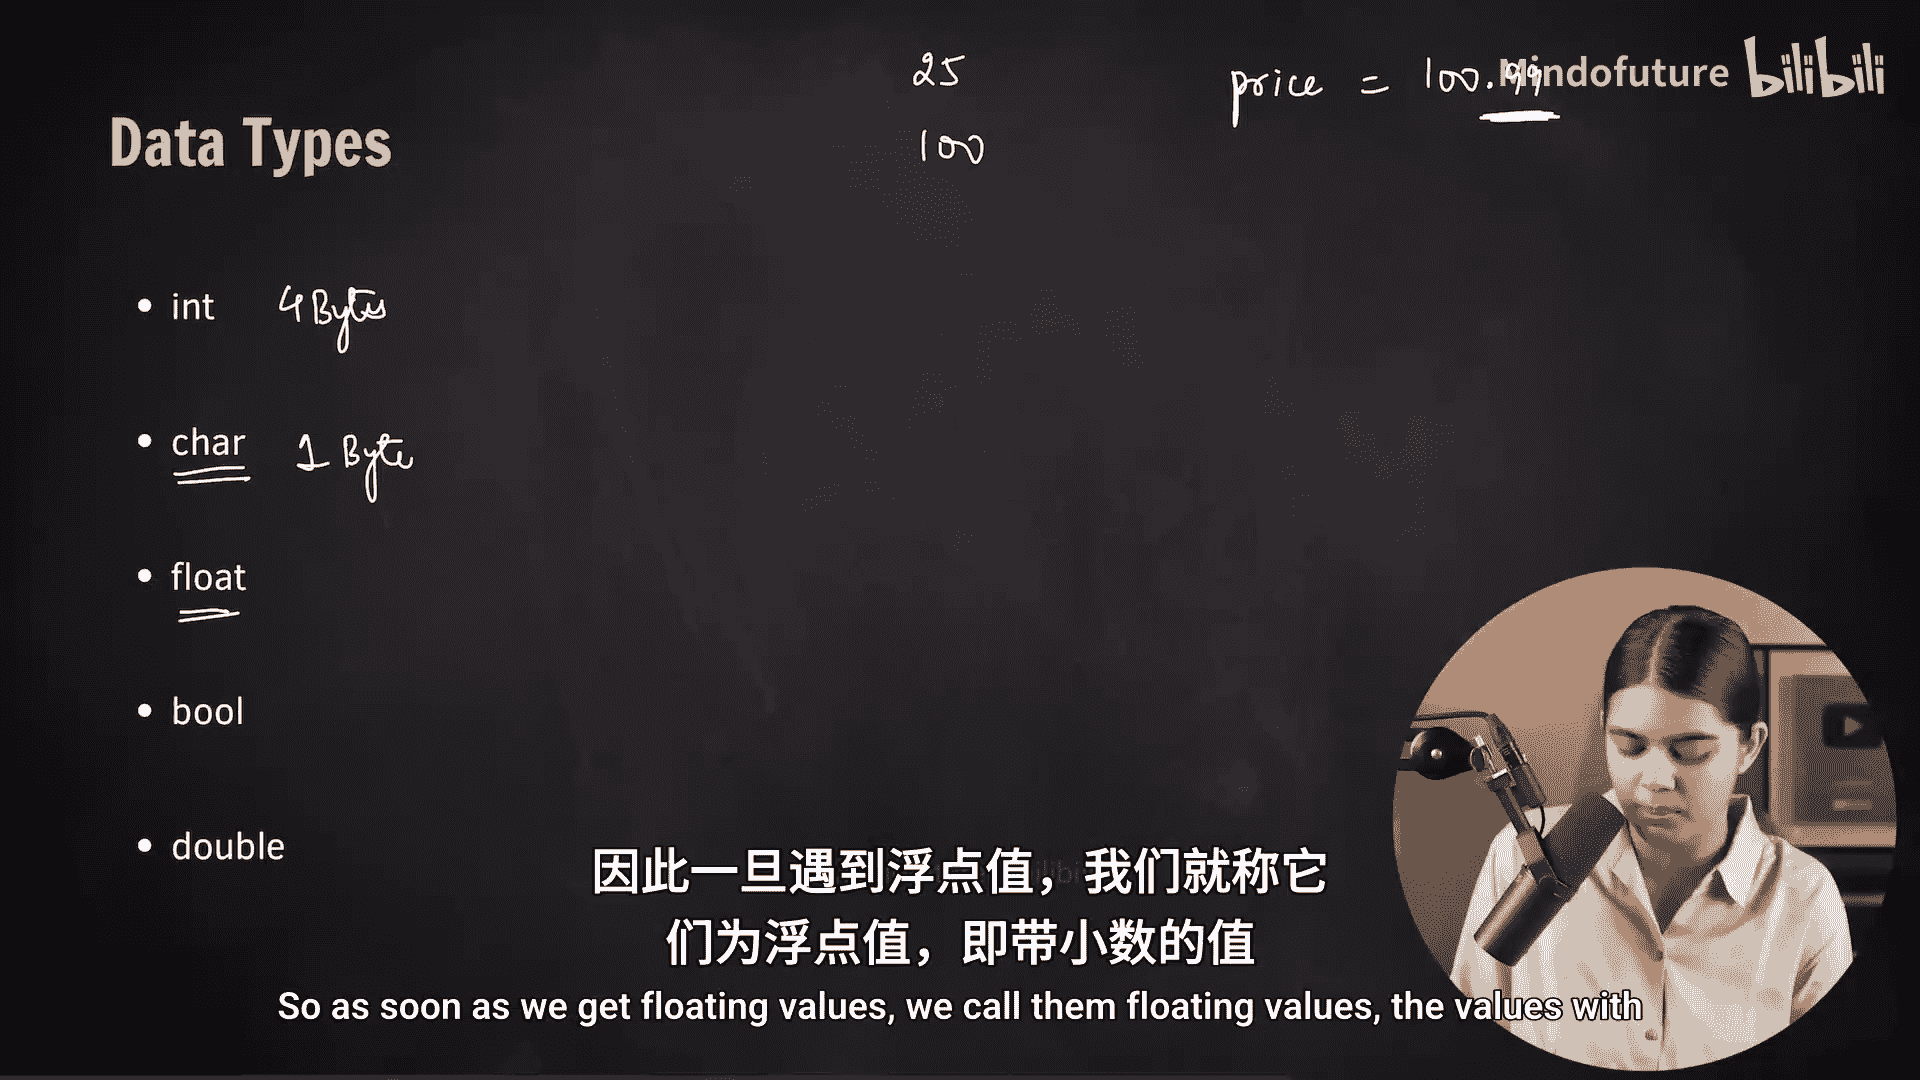 25
price = 100.99
Mindofuture bilibili
Data Types
100
int 4 Bytes
char 1 Byte
float
bool
double
因此一旦遇到浮点值，我们就称它
们为浮点值，即带小数的值
So as soon as we get floating values, we call them floating values, the values with